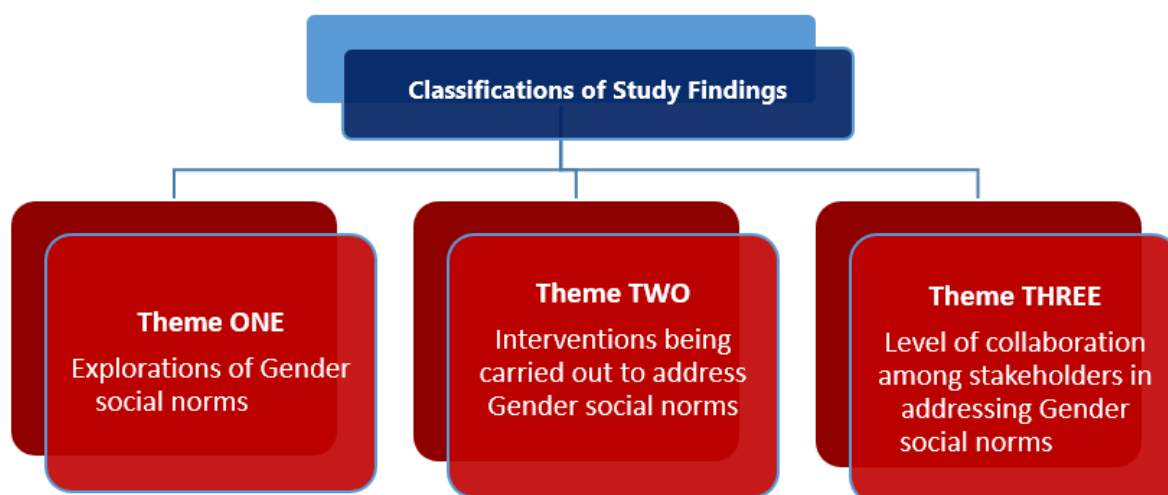 Classifications of Study Findings
Theme ONE
Explorations of Gender
social norms
Theme TWO
Interventions being
carried out to address
Gender social norms
Theme THREE
Level of collaboration
among stakeholders in
addressing Gender
social norms